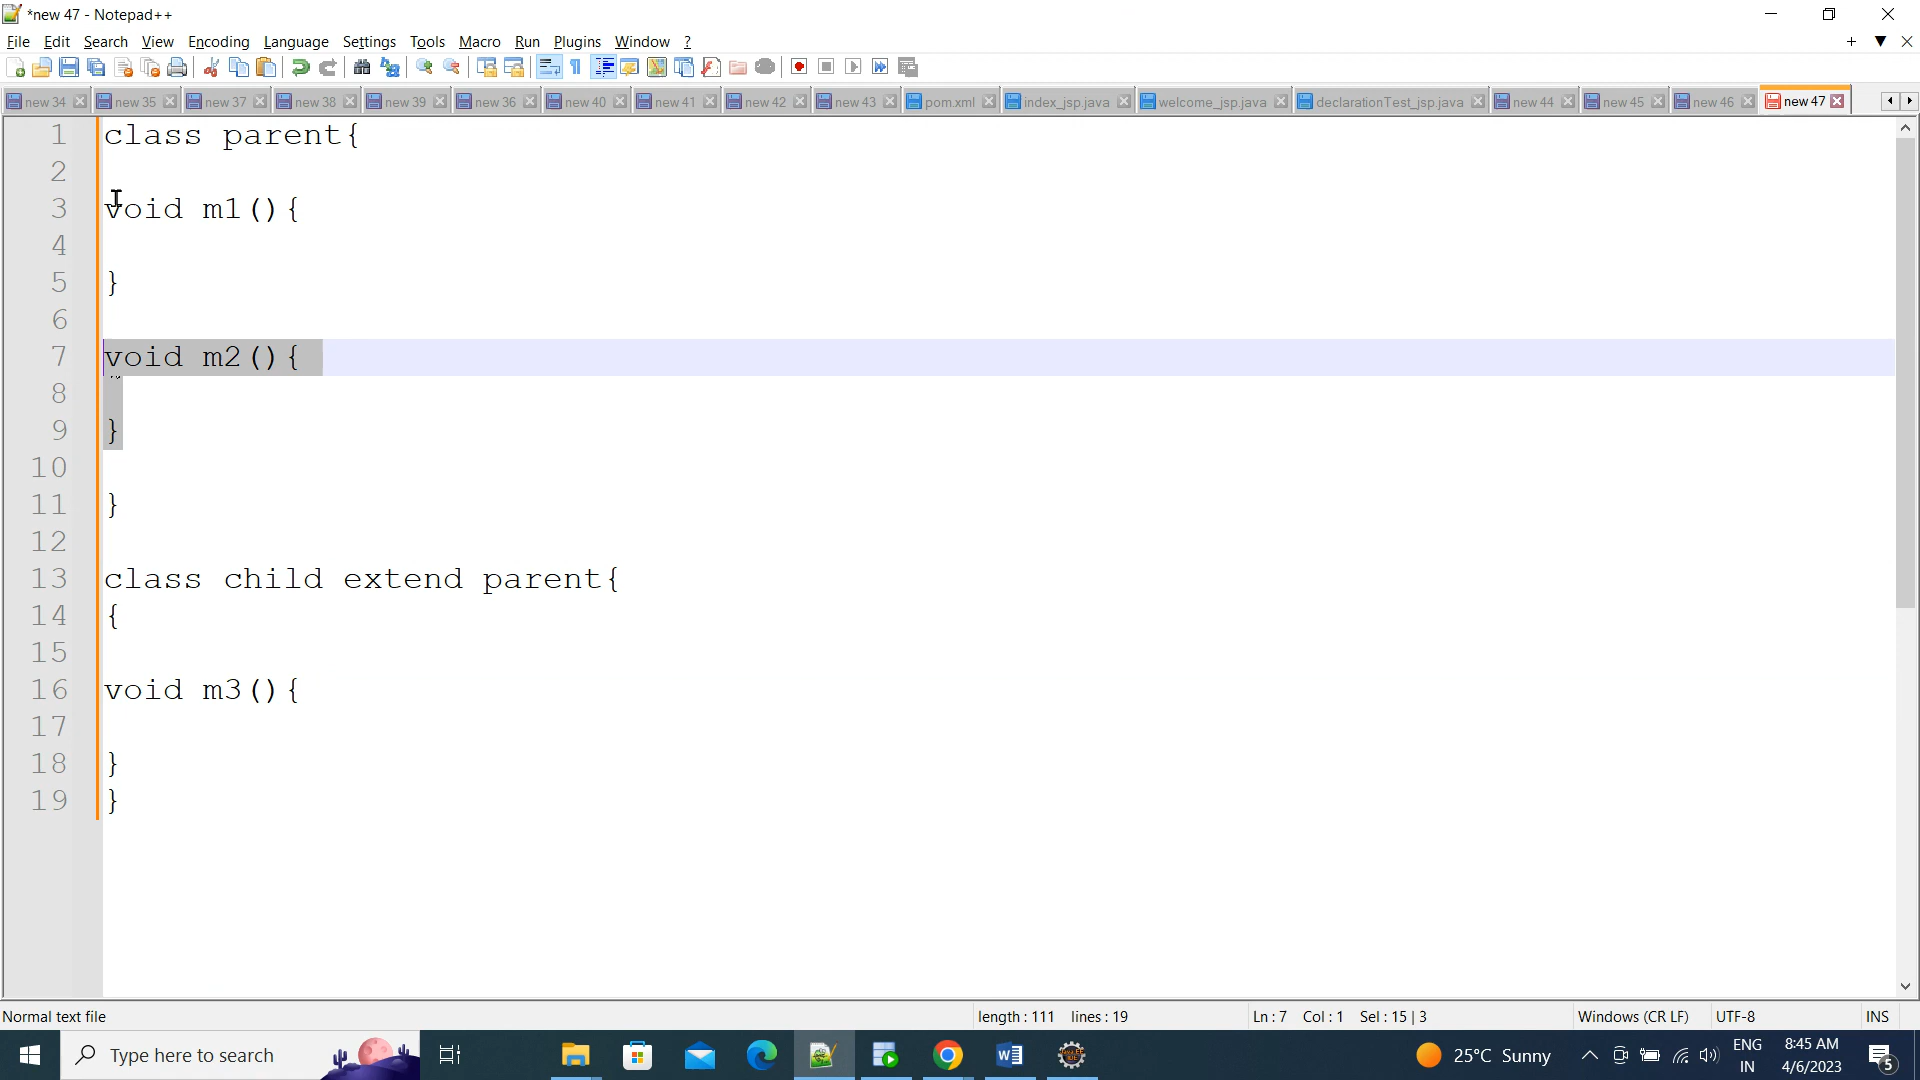 *new 47 - Notepad++
File Edit Search View Encoding Language Settings Tools Macro Run Plugins Window ?
new 34 new 35 new 37 new 38 new 39 new 36 new 40 new 41 new 42 new 43 pom.xml index_jsp.java welcome_jsp.java declarationTest_jsp.java new 44 new 45 new 46 new 47
1 class parent{
2
3 void m1(){
4
5 }
6
7 void m2(){
8
9 }
10
11 }
12
13 class child extend parent{
14 {
15
16 void m3(){
17
18 }
19 }
Normal text file length : 111 lines : 19 Ln : 7 Col : 1 Sel : 15 | 3 Windows (CR LF) UTF-8 INS
Type here to search 25°C Sunny ENG IN 8:45 AM 4/6/2023 5